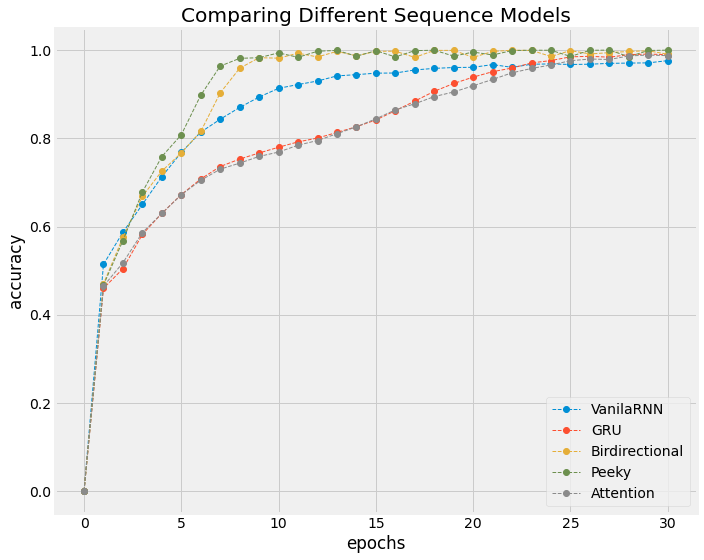 Comparing Different Sequence Models
accuracy
1.0
0.8
0.6
0.4
0.2
0.0
VanilaRNN
GRU
Birdirectional
Peeky
Attention
0 5 10 15 20 25 30
epochs